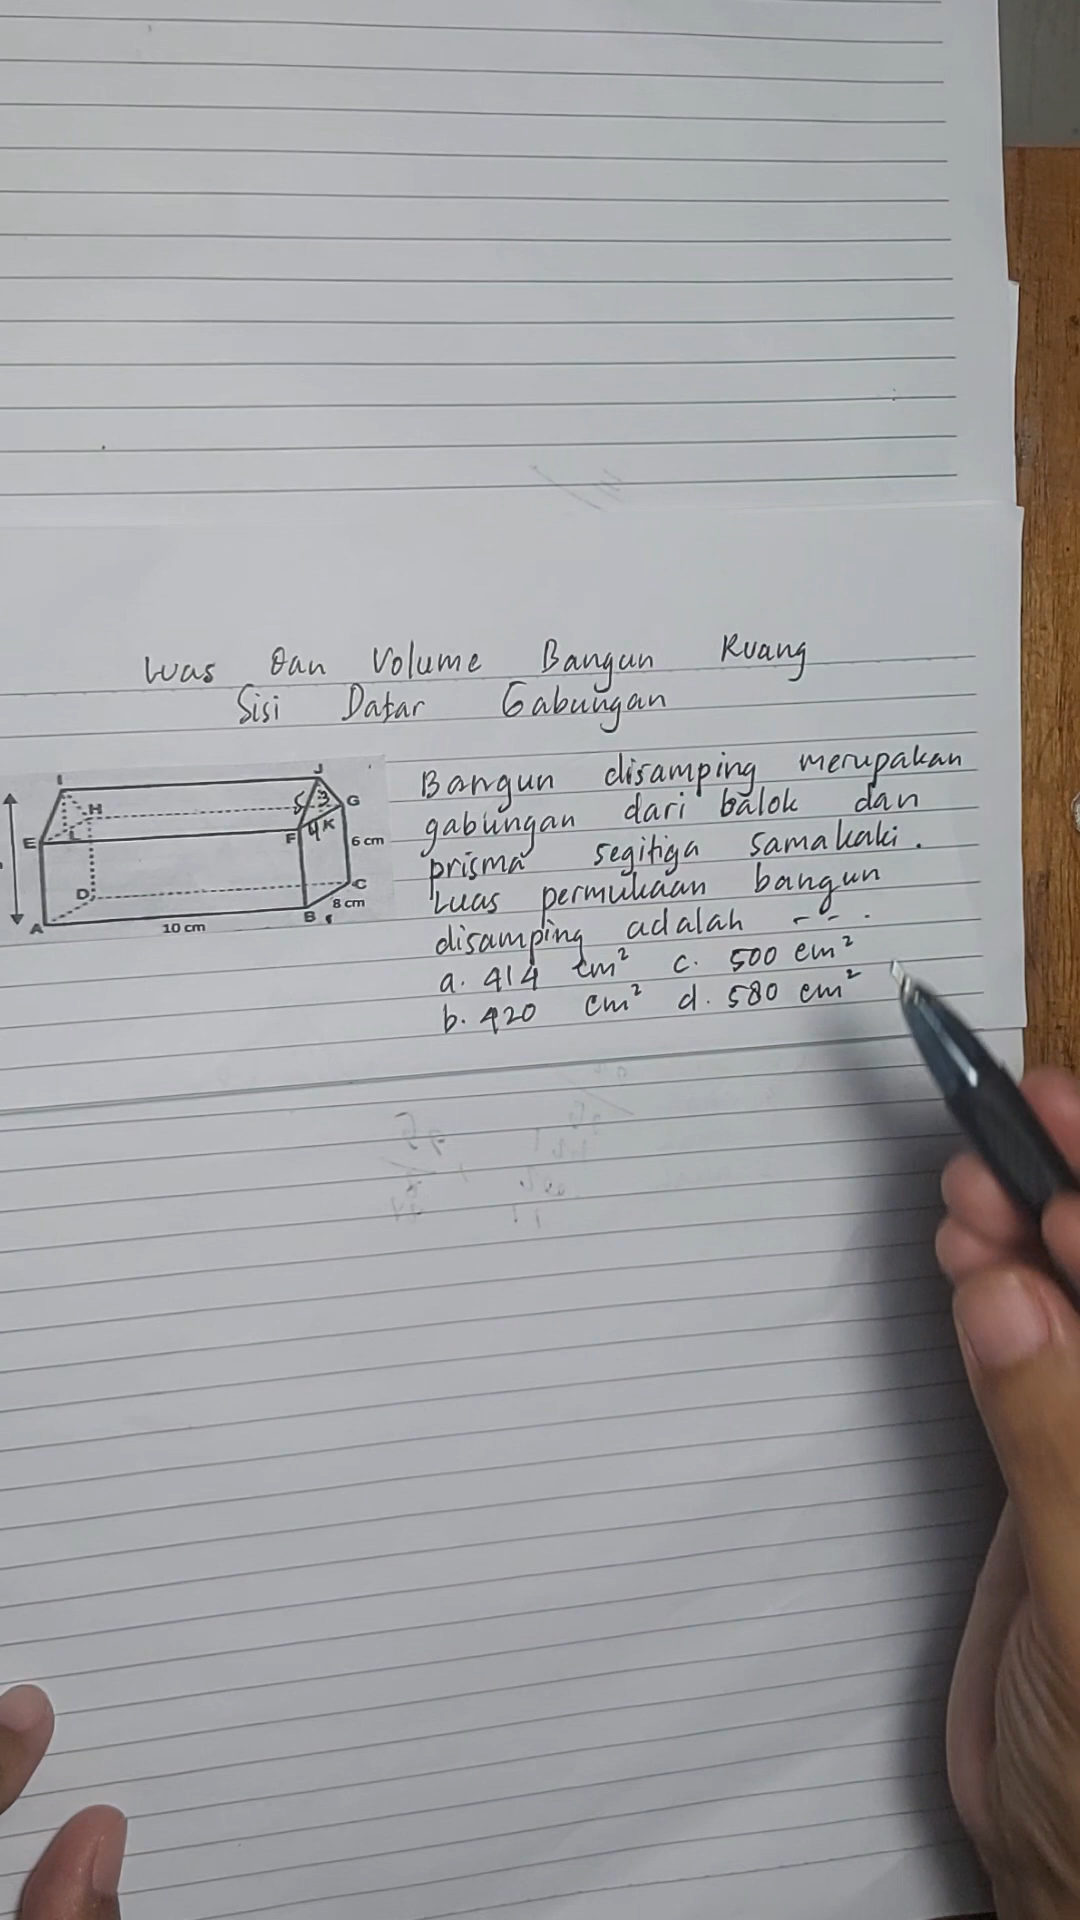 Luas Dan Volume Bangun Ruang
Sisi Datar Gabungan
Bangun disamping merupakan
gabungan dari balok dan
prisma segitiga samakaki.
Luas permukaan bangun
disamping adalah - - .
a. 414 cm² c. 500 cm²
b. 420 cm² d. 580 cm²
I J
H 5 3 G
E L F 4 K
6 cm
D C
8 cm
A B
10 cm